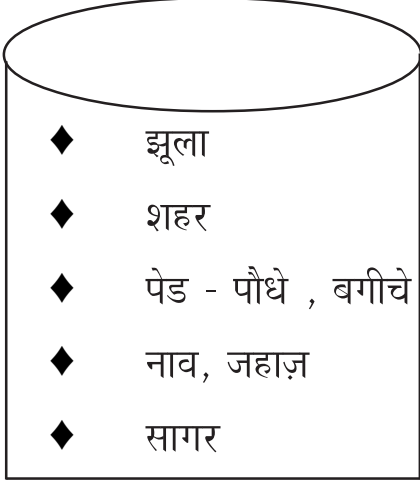 ♦ झूला
♦ शहर
♦ पेड - पौधे , बगीचे
♦ नाव, जहाज़
♦ सागर